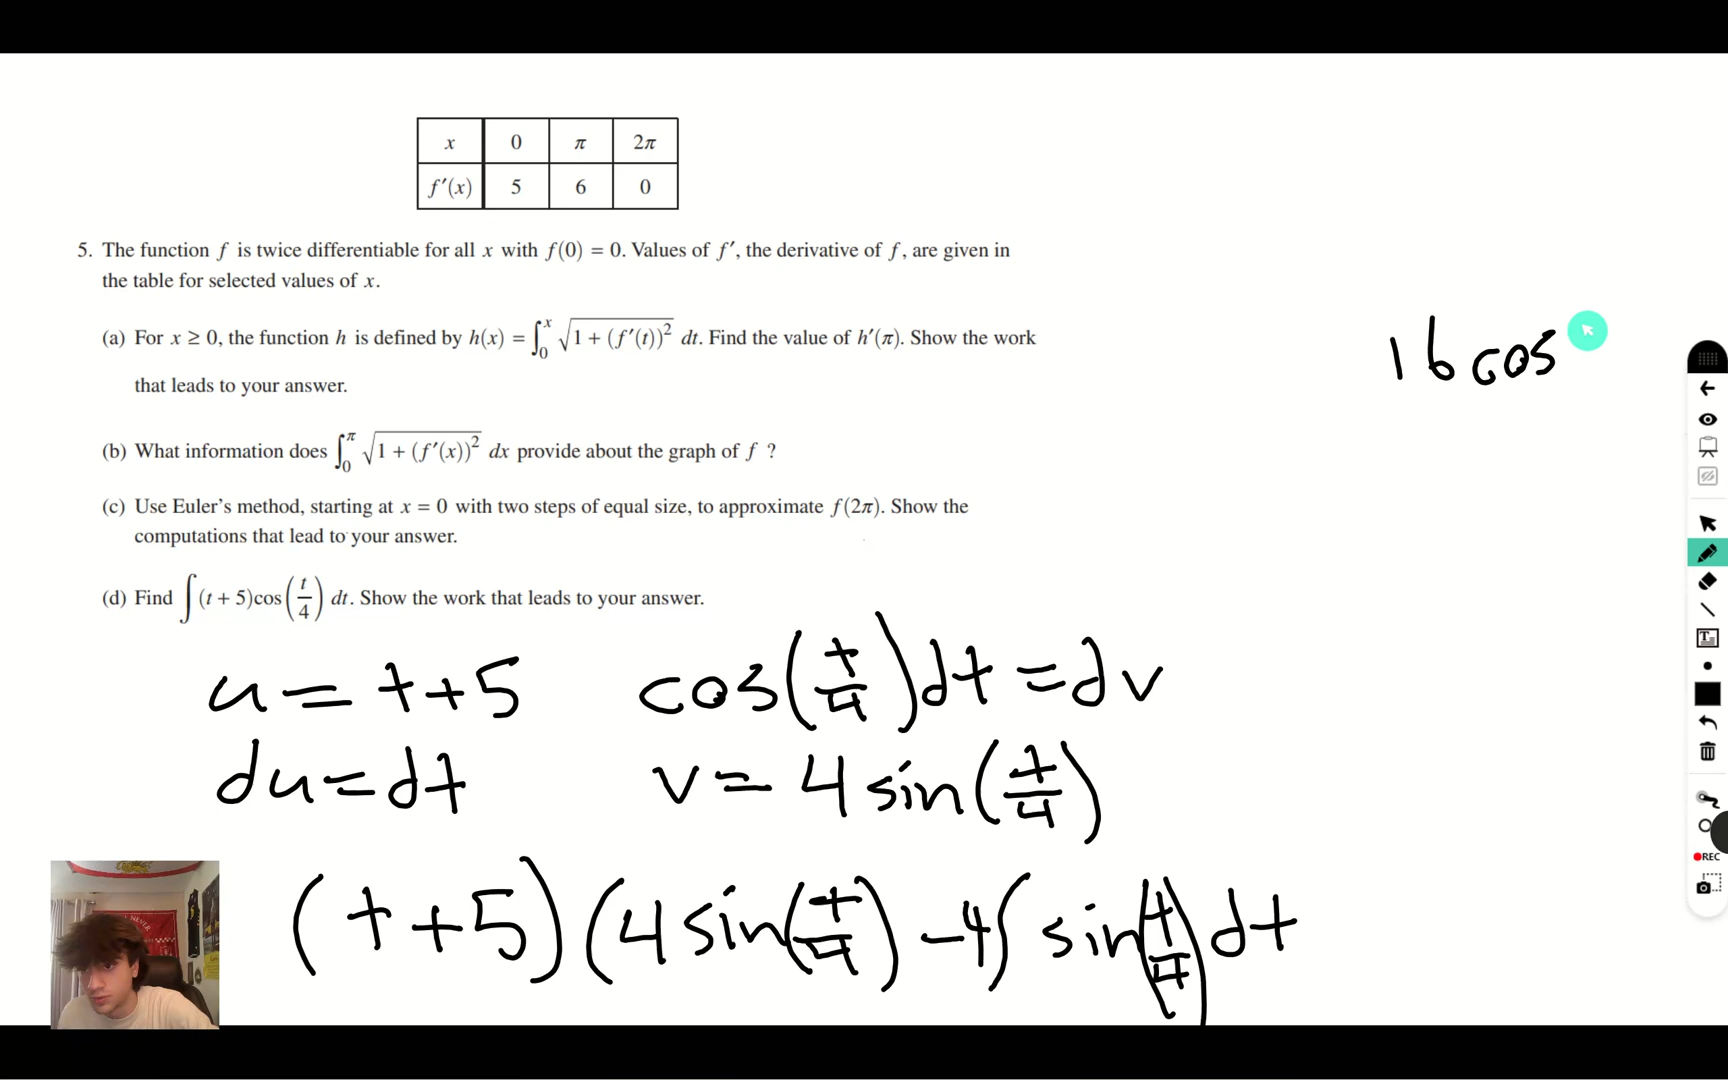 x 0 π 2π
f′(x) 5 6 0
5. The function f is twice differentiable for all x with f(0) = 0. Values of f′, the derivative of f, are given in
the table for selected values of x.
(a) For x ≥ 0, the function h is defined by h(x) = ∫₀ˣ √(1 + (f′(t))²) dt. Find the value of h′(π). Show the work
that leads to your answer.
16 cos
(b) What information does ∫₀^π √(1 + (f′(x))²) dx provide about the graph of f ?
(c) Use Euler's method, starting at x = 0 with two steps of equal size, to approximate f(2π). Show the
computations that lead to your answer.
(d) Find ∫(t + 5)cos(t/4) dt. Show the work that leads to your answer.
u = t + 5 cos(t/4)dt = dv
du = dt v = 4 sin(t/4)
(t + 5)(4 sin(t/4) - 4∫ sin(t/4) dt
REC